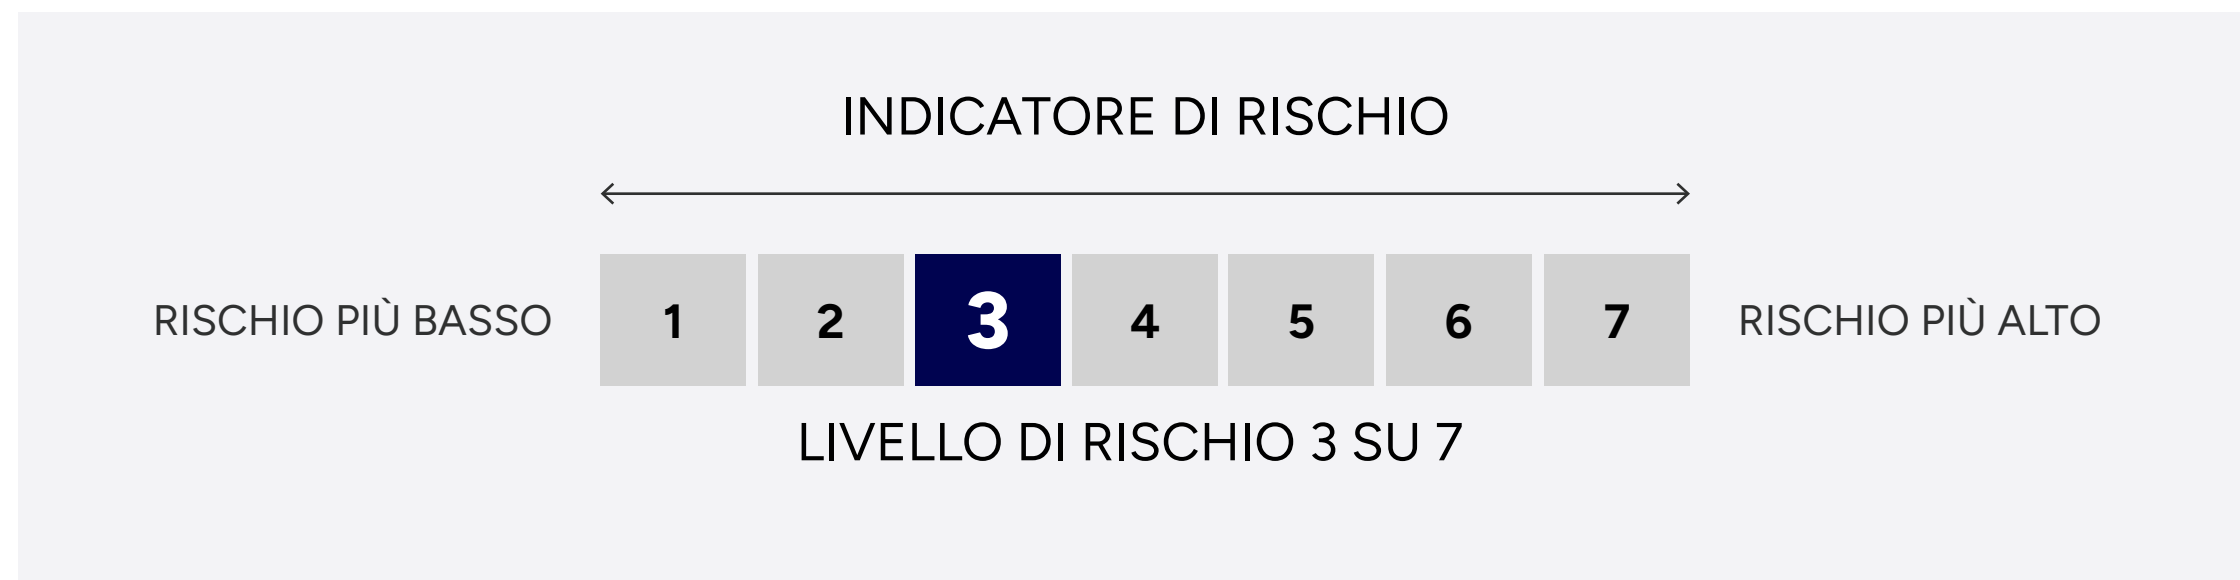 INDICATORE DI RISCHIO
RISCHIO PIÙ BASSO 1 2 3 4 5 6 7 RISCHIO PIÙ ALTO
LIVELLO DI RISCHIO 3 SU 7